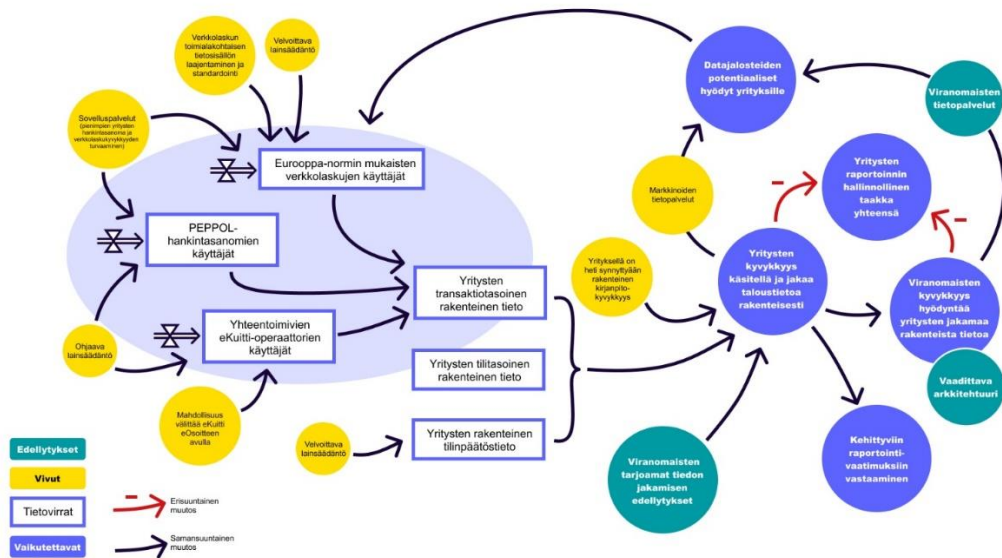 Verkkolaskun
toimialakohtaisen
tietosisällön
laajentaminen ja
standardointi
Velvoittava
lainsäädäntö
Sovelluspalvelut
(pienimpien yritysten
hankintasanoma ja
verkkolaskukyvykkyyden
turvaaminen)
Eurooppa-normin mukaisten
verkkolaskujen käyttäjät
PEPPOL-
hankintasanomien
käyttäjät
Ohjaava
lainsäädäntö
Yhteentoimivien
eKuitti-operaattorien
käyttäjät
Mahdollisuus
välittää eKuitti
eOsoitteen
avulla
Velvoittava
lainsäädäntö
Yritysten
transaktiotasoinen
rakenteinen tieto
Yritysten tilitasoinen
rakenteinen tieto
Yritysten rakenteinen
tilinpäätöstieto
Yrityksellä on
heti synnyttyään
rakenteinen
kirjanpito-
kyvykkyys
Markkinoiden
tietopalvelut
Datajalosteiden
potentiaaliset
hyödyt yrityksille
Viranomaisten
tietopalvelut
Yritysten
raportoinnin
hallinnollinen
taakka
yhteensä
Yritysten
kyvykkyys
käsitellä ja jakaa
taloustietoa
rakenteisesti
Viranomaisten
kyvykkyys
hyödyntää
yritysten jakamaa
rakenteista tietoa
Vaadittava
arkkitehtuuri
Viranomaisten
tarjoamat tiedon
jakamisen
edellytykset
Kehittyviin
raportointi-
vaatimuksiin
vastaaminen
Edellytykset
Vivut
Tietovirrat
Vaikutettavat
Erisuuntainen
muutos
Samansuuntainen
muutos